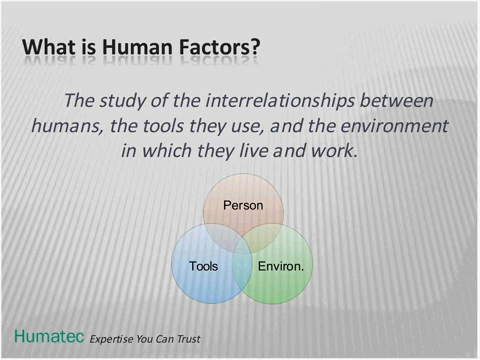 What is Human Factors?
The study of the interrelationships between
humans, the tools they use, and the environment
in which they live and work.
Person
Tools
Environ.
Humatec Expertise You Can Trust